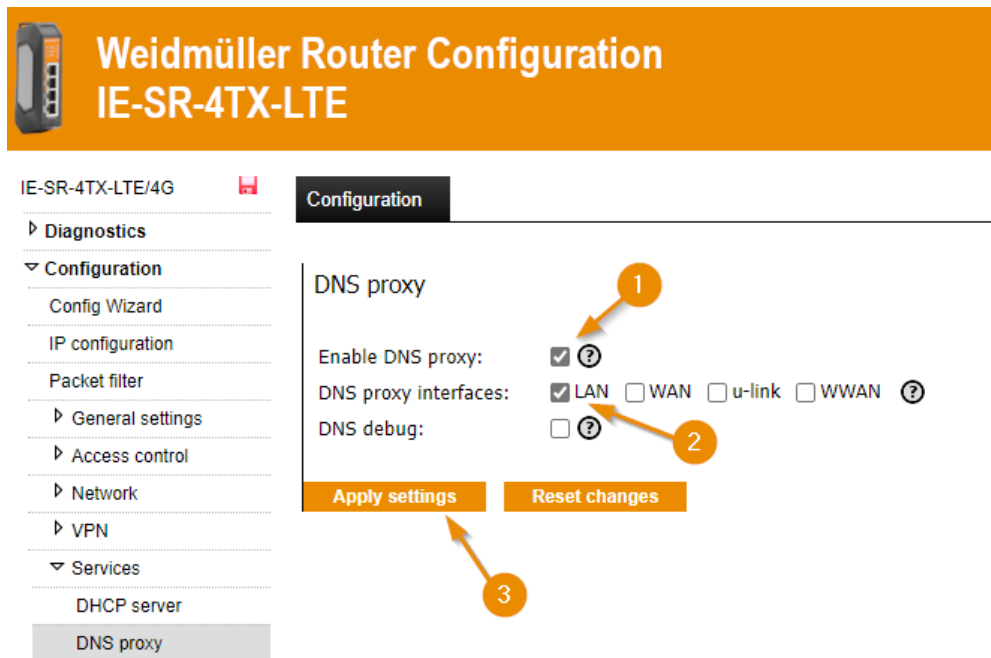 Weidmüller Router Configuration
IE-SR-4TX-LTE
IE-SR-4TX-LTE/4G
Diagnostics
Configuration
Config Wizard
IP configuration
Packet filter
General settings
Access control
Network
VPN
Services
DHCP server
DNS proxy
Configuration
DNS proxy
1
Enable DNS proxy: ?
DNS proxy interfaces: LAN WAN u-link WWAN ?
DNS debug: ?
2
Apply settings Reset changes
3